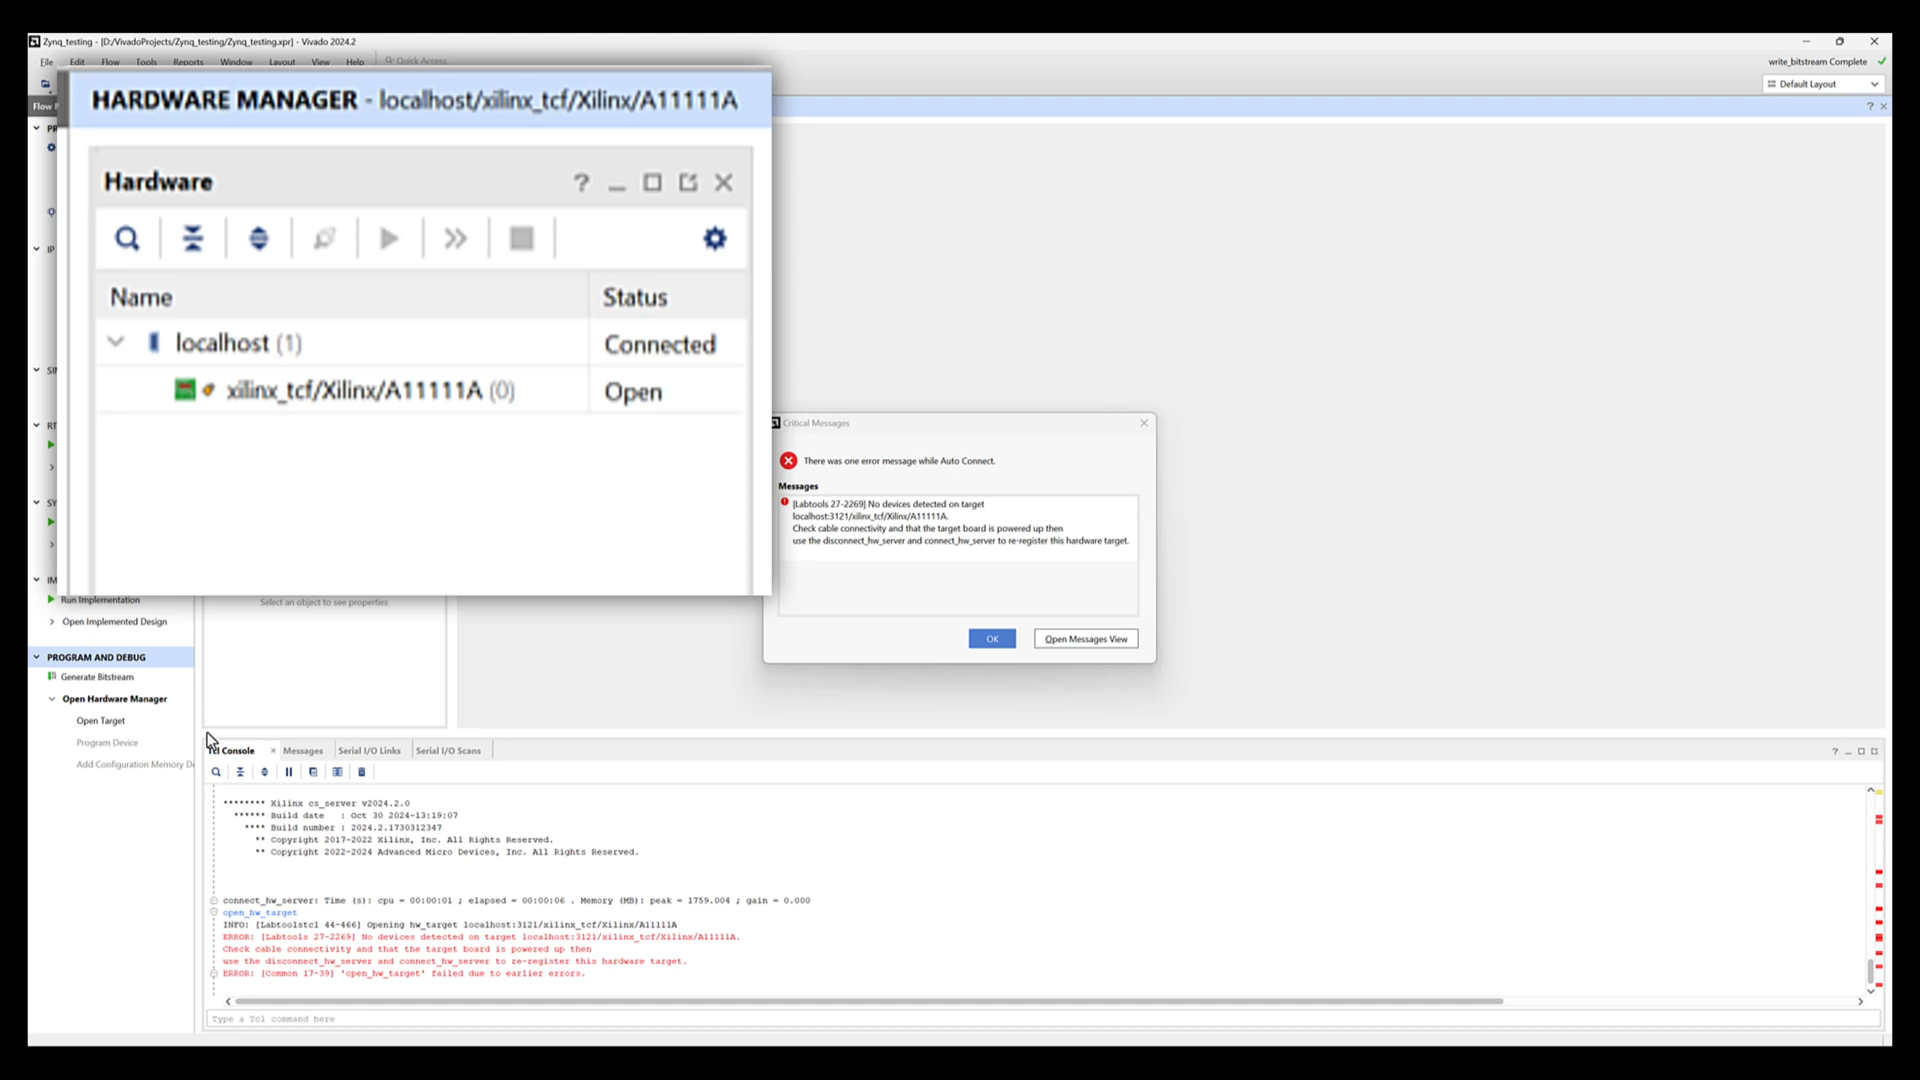 Zynq_testing - [D:/VivadoProjects/Zynq_testing/Zynq_testing.xpr] - Vivado 2024.2
File Edit Flow Tools Reports Window Layout View Help Quick Access
write_bitstream Complete
Default Layout
Flow
HARDWARE MANAGER - localhost/xilinx_tcf/Xilinx/A11111A
Hardware
Name Status
localhost (1) Connected
xilinx_tcf/Xilinx/A11111A (0) Open
IP
Critical Messages
There was one error message while Auto Connect.
Messages
[Labtools 27-2269] No devices detected on target
localhost:3121/xilinx_tcf/Xilinx/A11111A.
Check cable connectivity and that the target board is powered up then
use the disconnect_hw_server and connect_hw_server to re-register this hardware target.
OK Open Messages View
Run Implementation
Open Implemented Design
Select an object to see properties
PROGRAM AND DEBUG
Generate Bitstream
Open Hardware Manager
Open Target
Program Device
Add Configuration Memory De
Tcl Console Messages Serial I/O Links Serial I/O Scans
******** Xilinx cs_server v2024.2.0
****** Build date : Oct 30 2024-13:19:07
**** Build number : 2024.2.1730312347
** Copyright 2017-2022 Xilinx, Inc. All Rights Reserved.
** Copyright 2022-2024 Advanced Micro Devices, Inc. All Rights Reserved.
connect_hw_server: Time (s): cpu = 00:00:01 ; elapsed = 00:00:06 . Memory (MB): peak = 1759.004 ; gain = 0.000
open_hw_target
INFO: [Labtoolstcl 44-466] Opening hw_target localhost:3121/xilinx_tcf/Xilinx/A11111A
ERROR: [Labtools 27-2269] No devices detected on target localhost:3121/xilinx_tcf/Xilinx/A11111A.
Check cable connectivity and that the target board is powered up then
use the disconnect_hw_server and connect_hw_server to re-register this hardware target.
ERROR: [Common 17-39] 'open_hw_target' failed due to earlier errors.
Type a Tcl command here